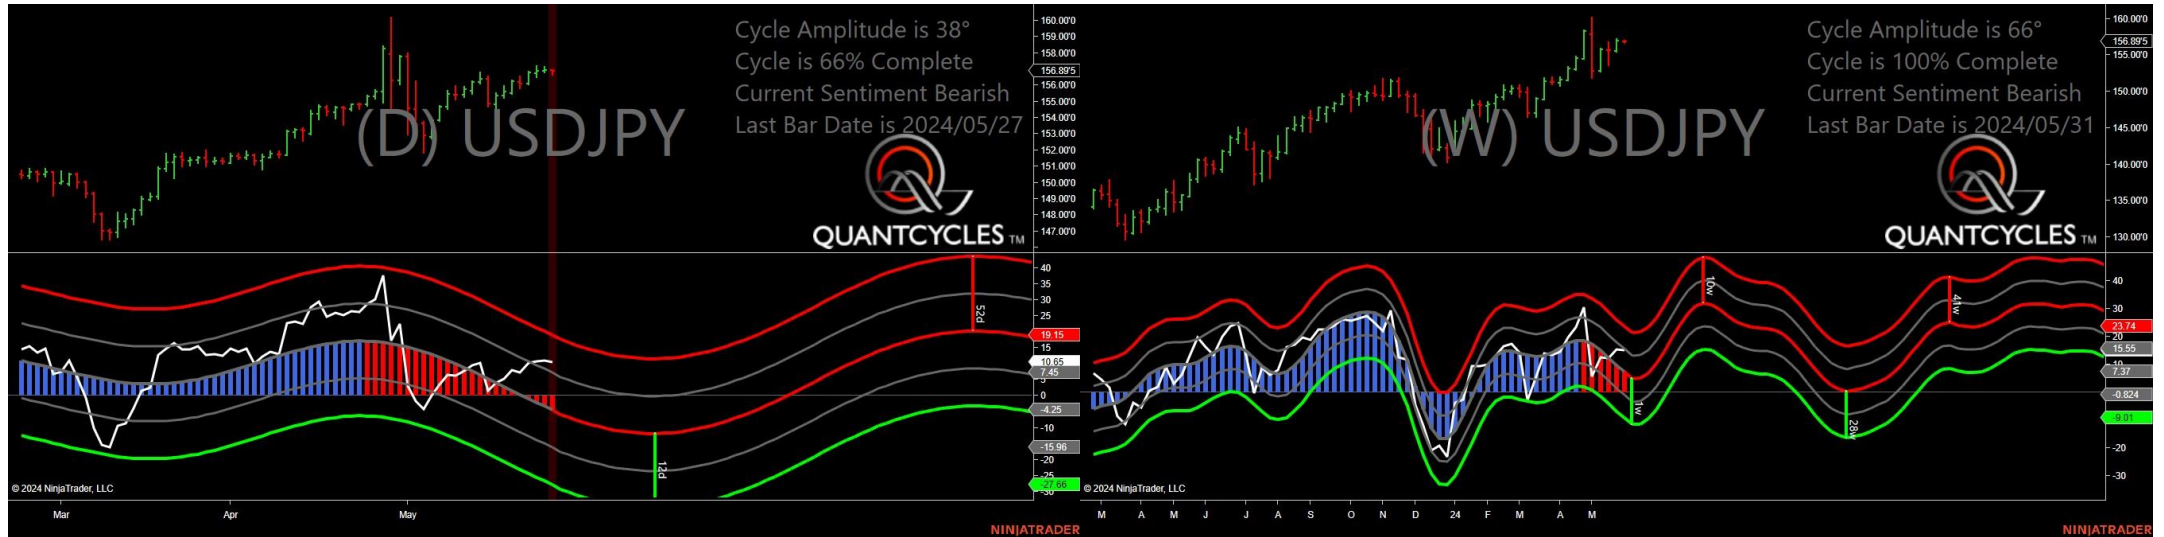 Cycle Amplitude is 38°
Cycle is 66% Complete
Current Sentiment Bearish
Last Bar Date is 2024/05/27
(D) USDJPY
QUANTCYCLES TM
160.00'0
159.00'0
158.00'0
156.89'5
155.00'0
154.00'0
153.00'0
152.00'0
151.00'0
150.00'0
149.00'0
148.00'0
147.00'0
40
35
30
25
19.15
15
10.65
7.45
5
0
-4.25
-10
-15.96
-20
-25
-27.66
-30
52d
12d
© 2024 NinjaTrader, LLC
Mar
Apr
May
NINJATRADER
Cycle Amplitude is 66°
Cycle is 100% Complete
Current Sentiment Bearish
Last Bar Date is 2024/05/31
(W) USDJPY
QUANTCYCLES TM
160.00'0
156.89'5
155.00'0
150.00'0
145.00'0
140.00'0
135.00'0
130.00'0
40
30
23.74
20
15.55
7.37
-0.824
-9.01
-20
-30
10w
41w
1w
28w
© 2024 NinjaTrader, LLC
M A M J J A S O N D 24 F M A M
NINJATRADER